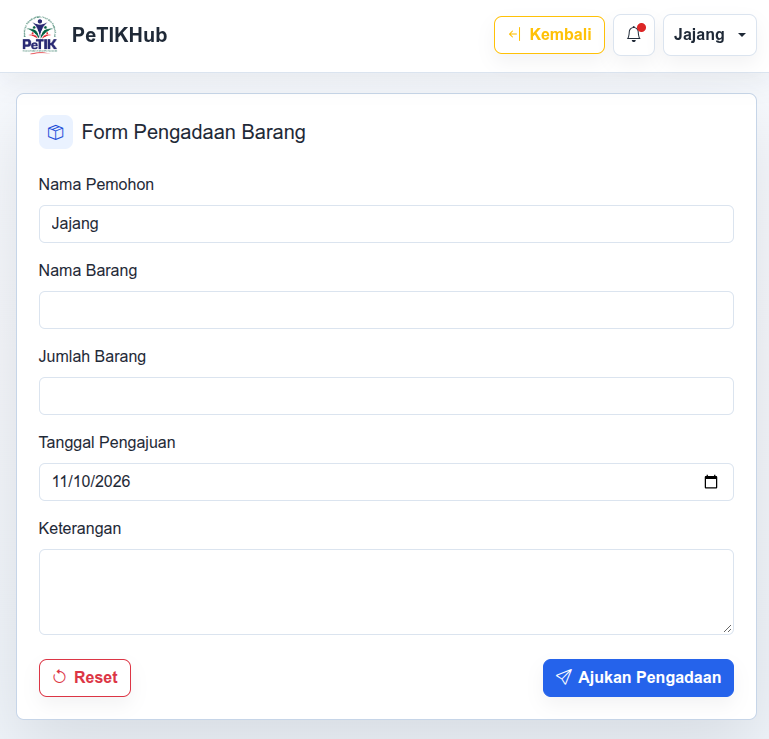 PeTIK
PeTIKHub
Kembali
Jajang
Form Pengadaan Barang
Nama Pemohon
Jajang
Nama Barang
Jumlah Barang
Tanggal Pengajuan
11/10/2026
Keterangan
Reset
Ajukan Pengadaan